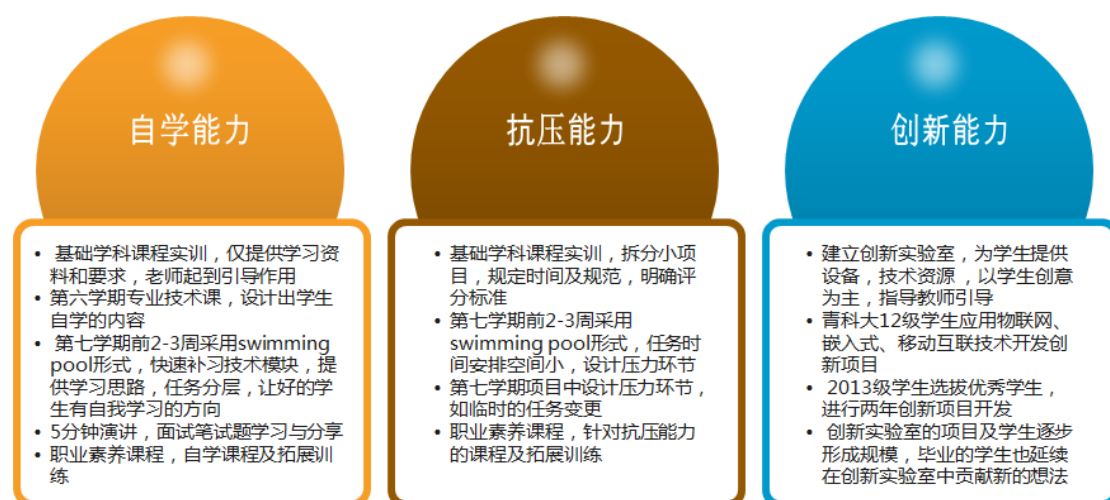 自学能力
• 基础学科课程实训，仅提供学习资
料和要求，老师起到引导作用
• 第六学期专业技术课，设计出学生
自学的内容
• 第七学期前2-3周采用swimming
pool形式，快速补习技术模块，提
供学习思路，任务分层，让好的学
生有自我学习的方向
• 5分钟演讲，面试笔试题学习与分享
• 职业素养课程，自学课程及拓展训
练
抗压能力
• 基础学科课程实训，拆分小项
目，规定时间及规范，明确评
分标准
• 第七学期前2-3周采用
swimming pool形式，任务时
间安排空间小，设计压力环节
• 第七学期项目中设计压力环节，
如临时的任务变更
• 职业素养课程，针对抗压能力
的课程及拓展训练
创新能力
• 建立创新实验室，为学生提供
设备，技术资源，以学生创意
为主，指导教师引导
• 青科大12级学生应用物联网、
嵌入式、移动互联技术开发创
新项目
• 2013级学生选拔优秀学生，
进行两年创新项目开发
• 创新实验室的项目及学生逐步
形成规模，毕业的学生也延续
在创新实验室中贡献新的想法